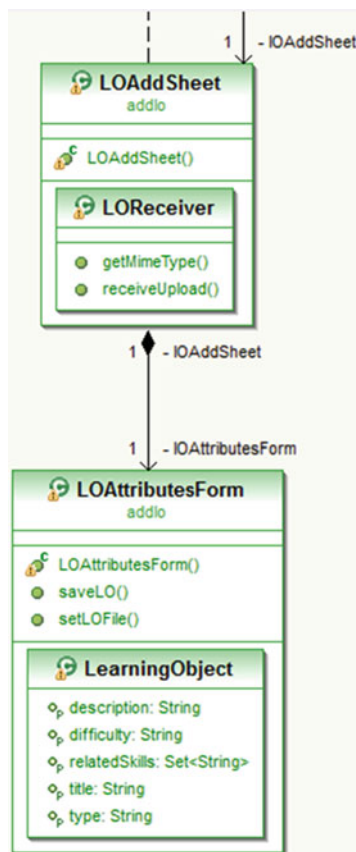 1 - lOAddSheet
LOAddSheet
addlo
LOAddSheet()
LOReceiver
getMimeType()
receiveUpload()
1 - lOAddSheet
1 - lOAttributesForm
LOAttributesForm
addlo
LOAttributesForm()
saveLO()
setLOFile()
LearningObject
description: String
difficulty: String
relatedSkills: Set<String>
title: String
type: String